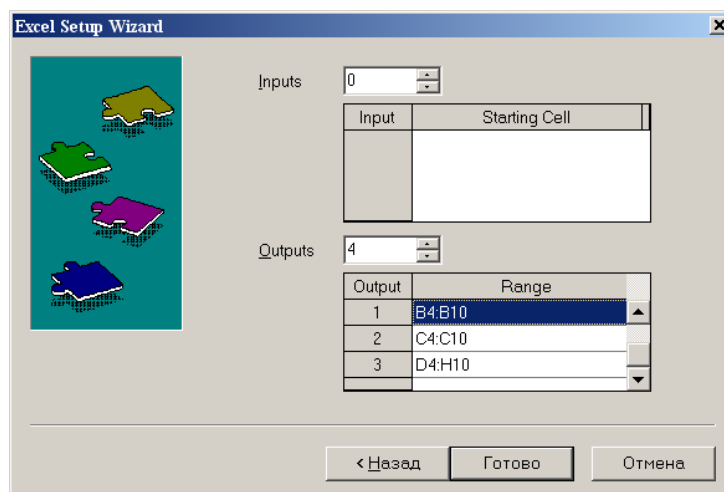 Excel Setup Wizard
Inputs 0
Input Starting Cell
Outputs 4
Output Range
1 B4:B10
2 C4:C10
3 D4:H10
< Назад Готово Отмена